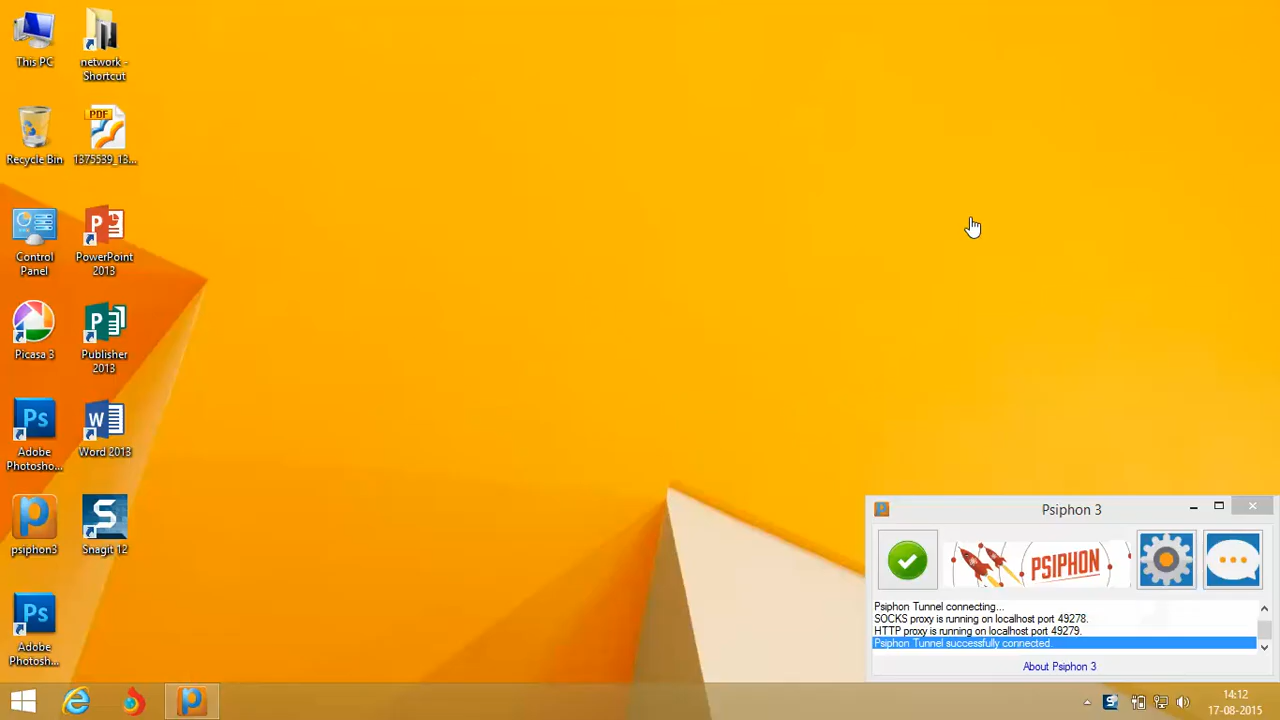 This PC
network -
Shortcut
PDF
Recycle Bin
1375539_13...
Control
Panel
PowerPoint
2013
Picasa 3
Publisher
2013
Ps
Adobe
Photosho...
Word 2013
psiphon3
Snagit 12
Ps
Adobe
Photosho...
Psiphon 3
PSIPHON
Psiphon Tunnel connecting...
SOCKS proxy is running on localhost port 49278.
HTTP proxy is running on localhost port 49279.
Psiphon Tunnel successfully connected.
About Psiphon 3
14:12
17-08-2015